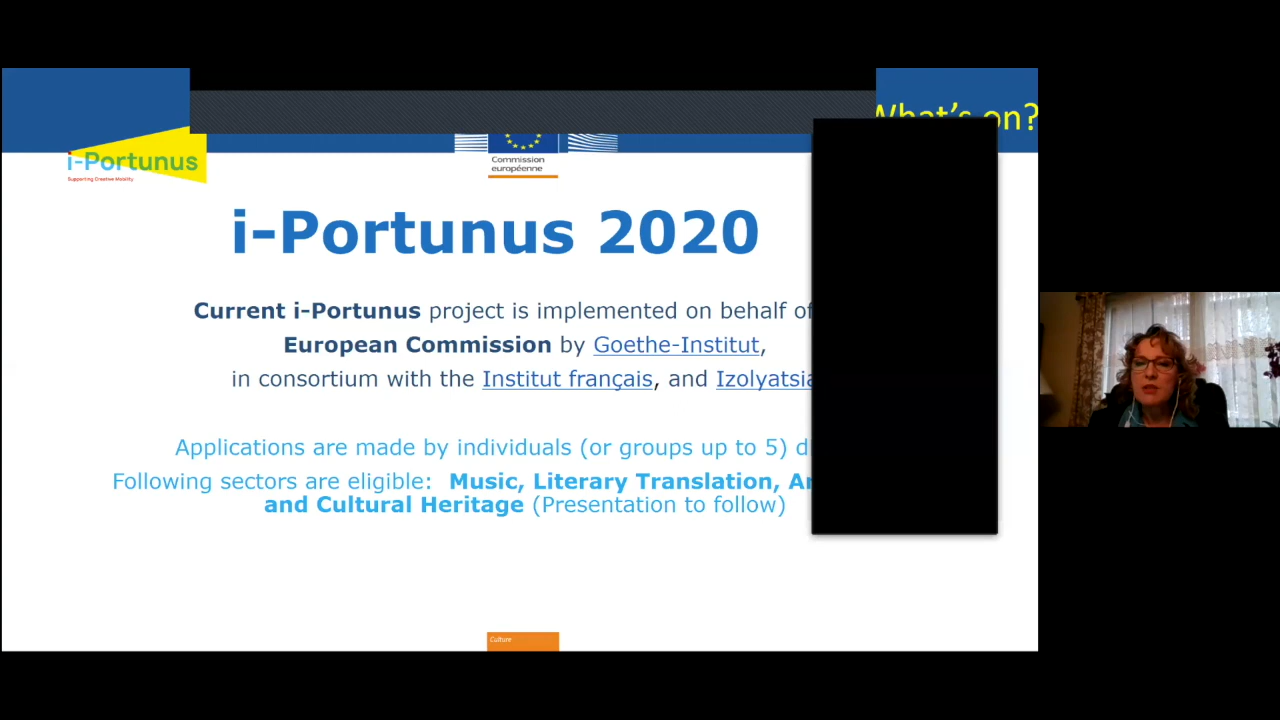 What's on?
i-Portunus
Supporting Creative Mobility
Commission
européenne
i-Portunus 2020
Current i-Portunus project is implemented on behalf of
European Commission by Goethe-Institut,
in consortium with the Institut français, and Izolyatsia
Applications are made by individuals (or groups up to 5)
Following sectors are eligible: Music, Literary Translation,
and Cultural Heritage (Presentation to follow)
Culture